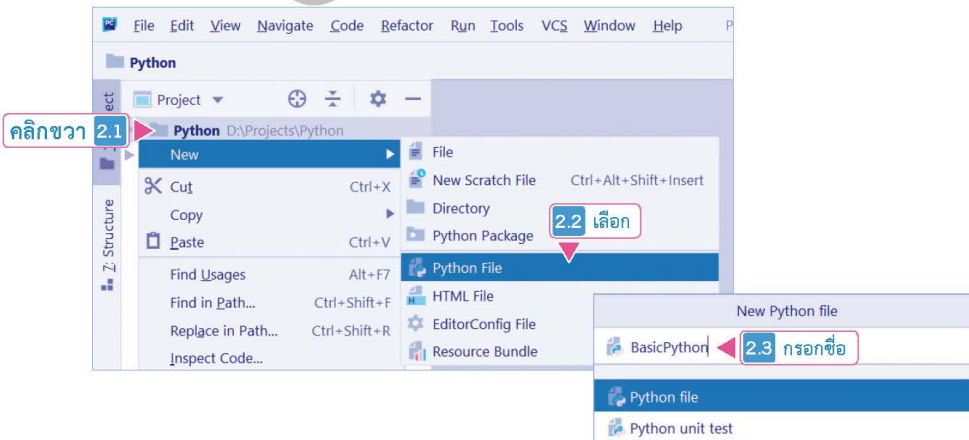 File Edit View Navigate Code Refactor Run Tools VCS Window Help
Python
Project
คลิกขวา 2.1
Python D:\Projects\Python
New
Cut Ctrl+X
Copy
Paste Ctrl+V
Find Usages Alt+F7
Find in Path... Ctrl+Shift+F
Replace in Path... Ctrl+Shift+R
Inspect Code...
Z: Structure
File
New Scratch File Ctrl+Alt+Shift+Insert
Directory
Python Package
2.2 เลือก
Python File
HTML File
EditorConfig File
Resource Bundle
New Python file
BasicPython
2.3 กรอกชื่อ
Python file
Python unit test